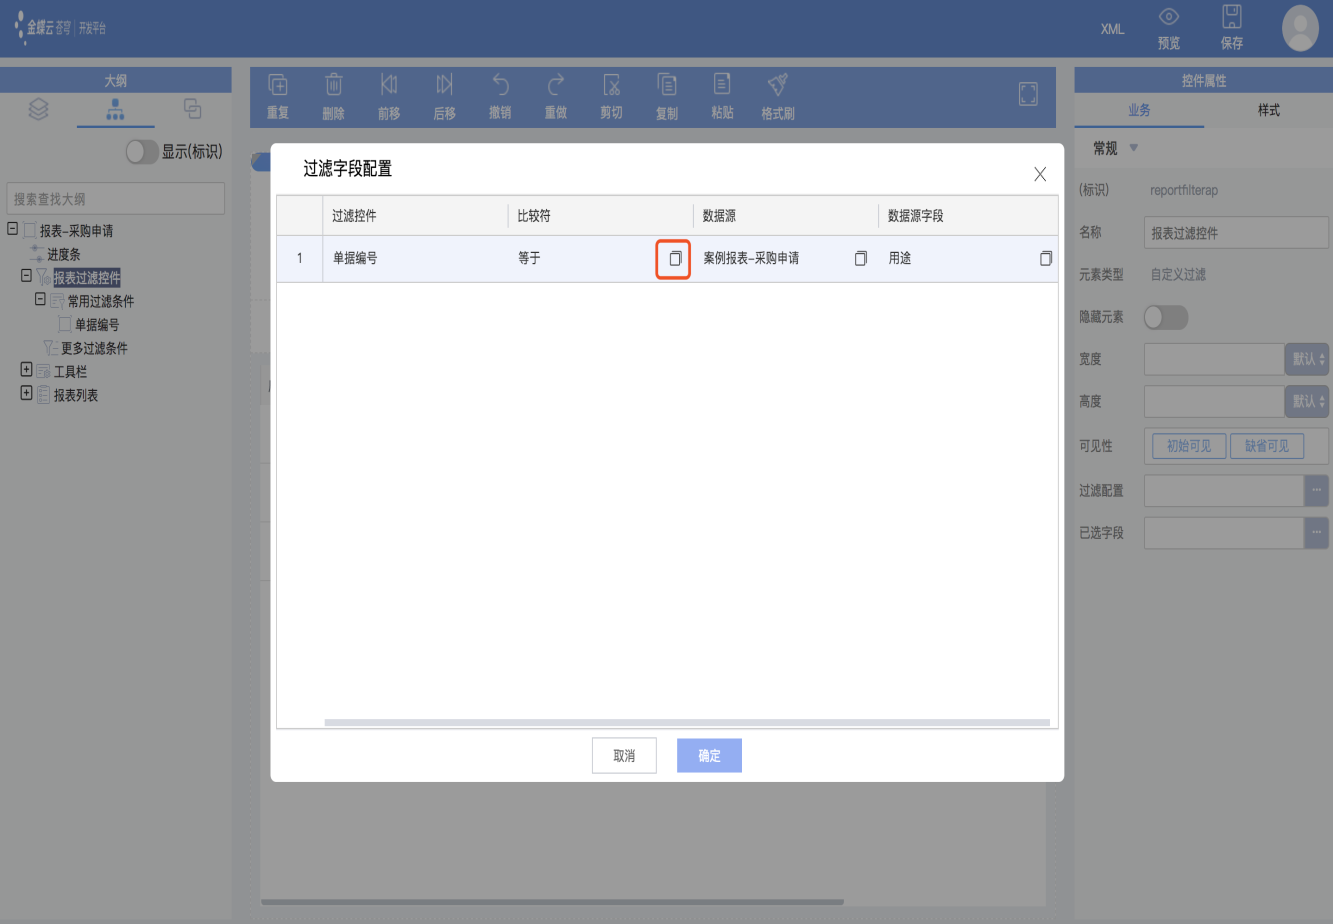 金蝶云 苍穹 | 开发平台
XML
预览
保存
大纲
重复
删除
前移
后移
撤销
重做
剪切
复制
粘贴
格式刷
控件属性
业务
样式
显示(标识)
搜索查找大纲
报表–采购申请
进度条
报表过滤控件
常用过滤条件
单据编号
更多过滤条件
工具栏
报表列表
过滤字段配置
过滤控件
比较符
数据源
数据源字段
1
单据编号
等于
案例报表–采购申请
用途
取消
确定
常规
(标识)
reportfilterap
名称
报表过滤控件
元素类型
自定义过滤
隐藏元素
宽度
默认
高度
默认
可见性
初始可见
缺省可见
过滤配置
...
已选字段
...